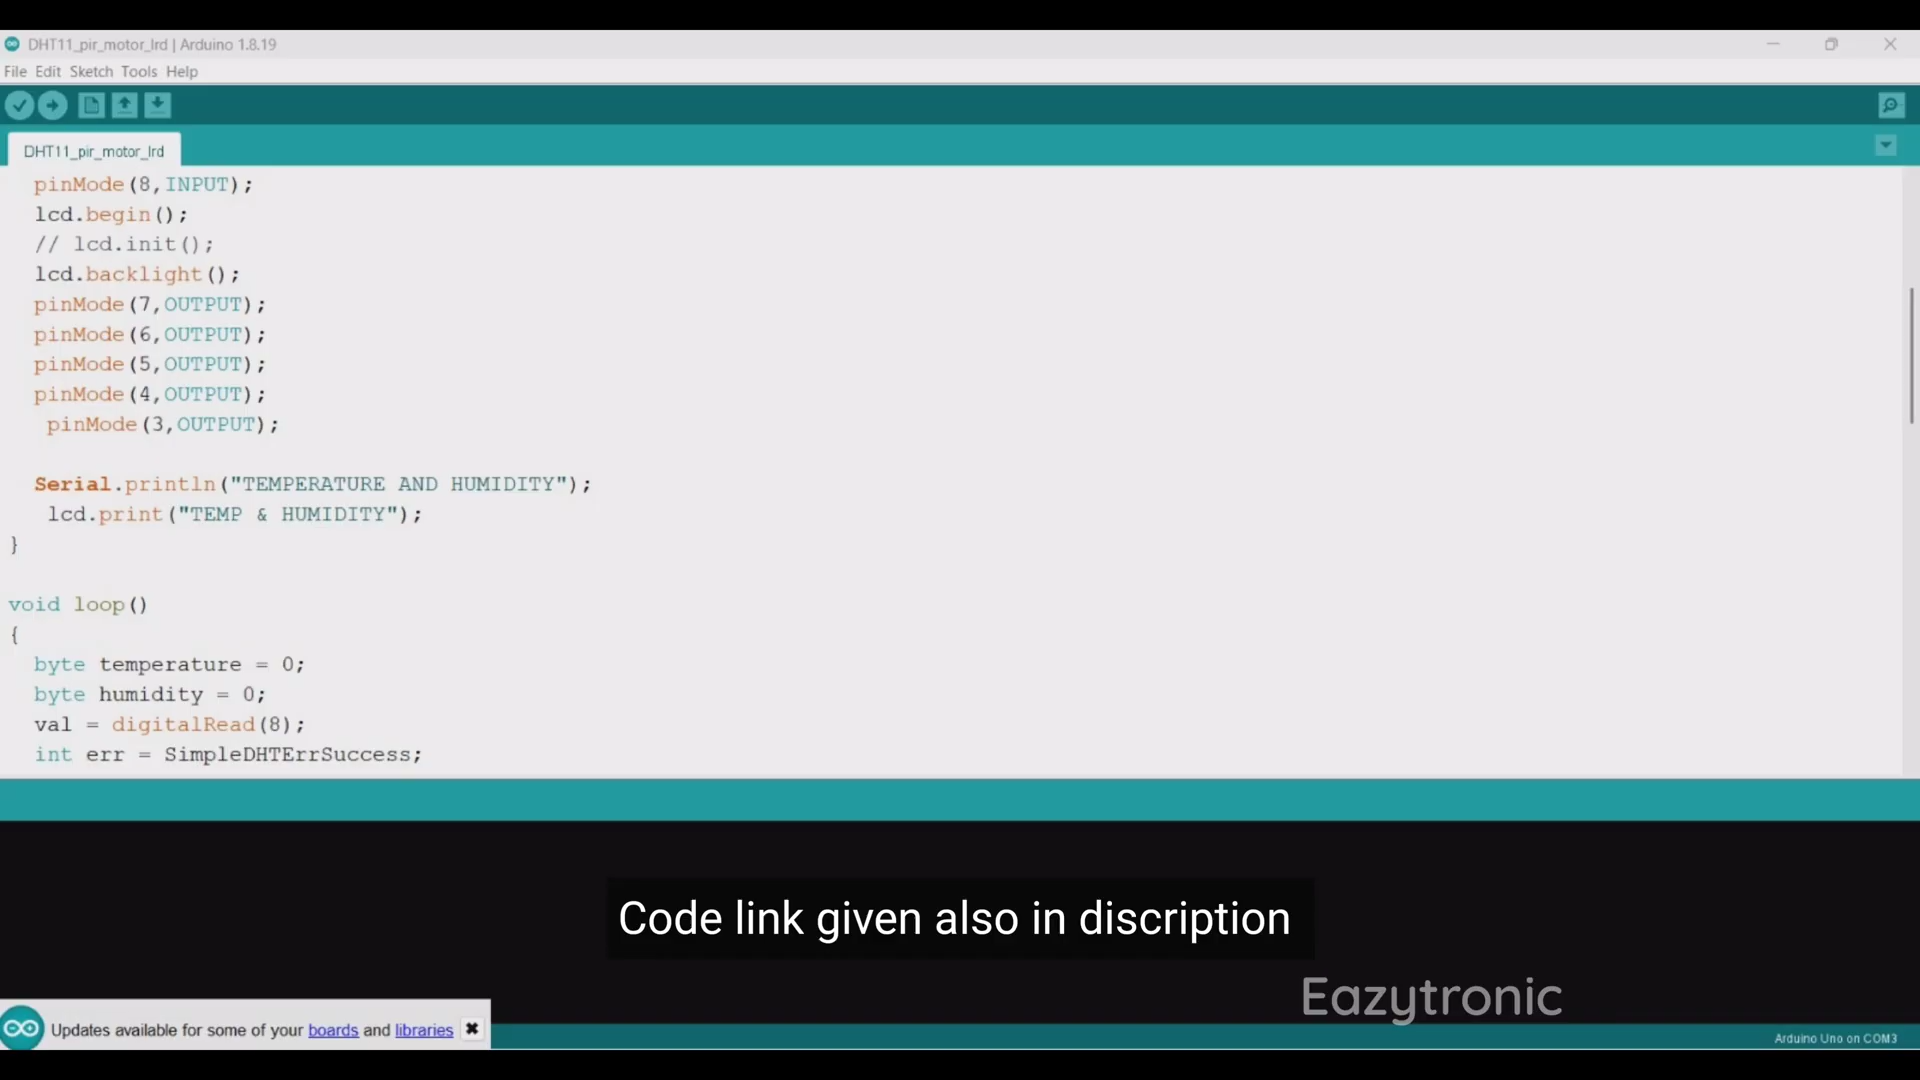 DHT11_pir_motor_lrd | Arduino 1.8.19
File Edit Sketch Tools Help
DHT11_pir_motor_lrd
pinMode(8,INPUT);
lcd.begin();
// lcd.init();
lcd.backlight();
pinMode(7,OUTPUT);
pinMode(6,OUTPUT);
pinMode(5,OUTPUT);
pinMode(4,OUTPUT);
pinMode(3,OUTPUT);
Serial.println("TEMPERATURE AND HUMIDITY");
lcd.print("TEMP & HUMIDITY");
}
void loop()
{
byte temperature = 0;
byte humidity = 0;
val = digitalRead(8);
int err = SimpleDHTErrSuccess;
Code link given also in discription
Eazytronic
Updates available for some of your boards and libraries
Arduino Uno on COM3